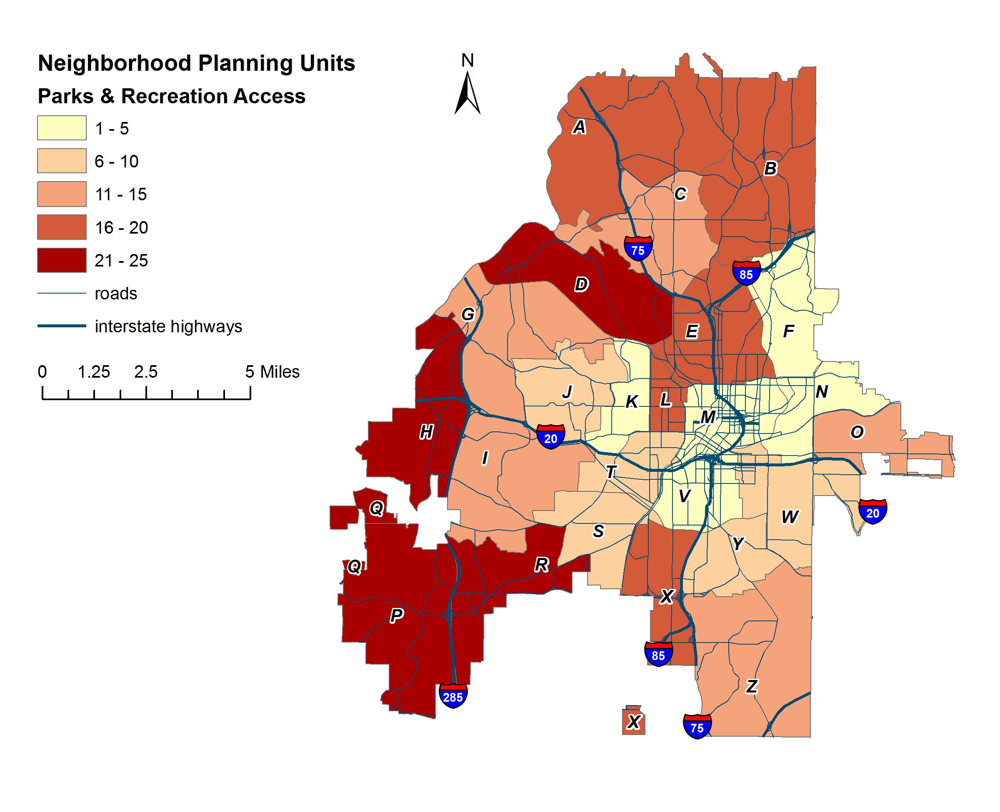 Neighborhood Planning Units
Parks & Recreation Access
1 - 5
6 - 10
11 - 15
16 - 20
21 - 25
roads
interstate highways
0 1.25 2.5 5 Miles
N
A
B
C
75
85
D
G
E
F
J
K
L
M
N
H
20
O
I
T
V
Q
W
20
S
Y
Q
R
X
P
85
Z
285
X
75